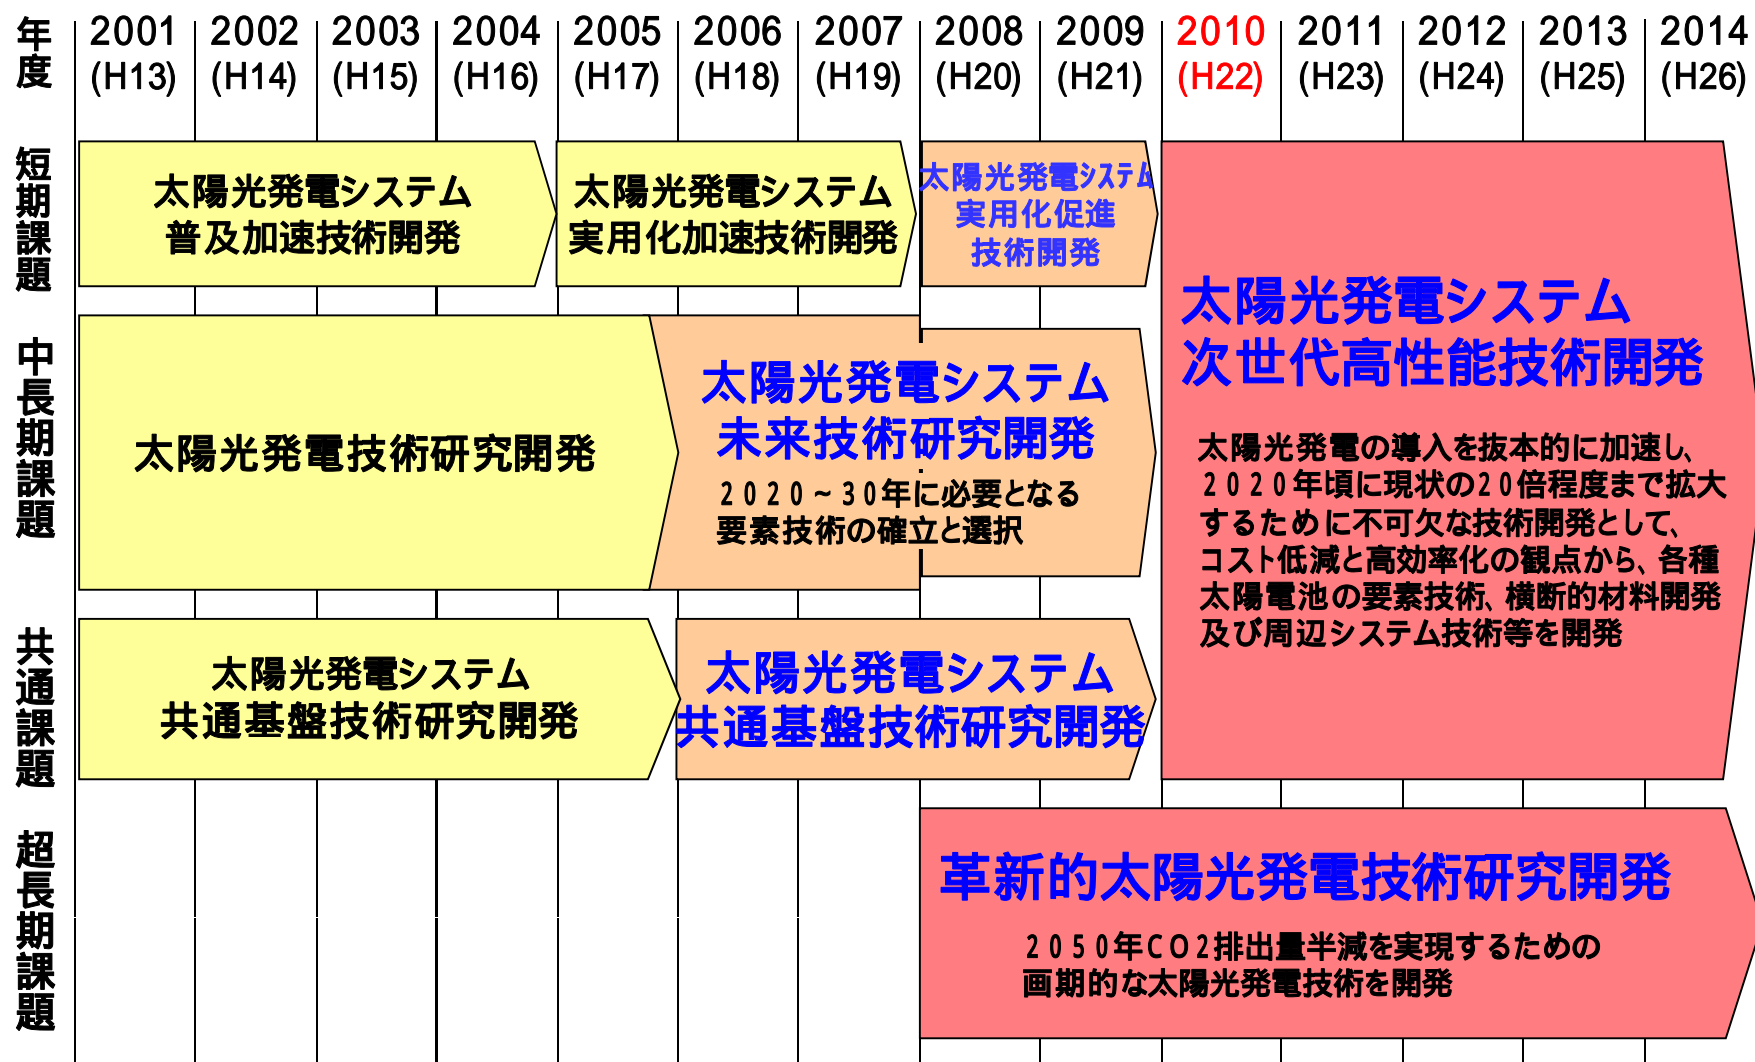 年度
2001 2002 2003 2004 2005 2006 2007 2008 2009 2010 2011 2012 2013 2014
(H13) (H14) (H15) (H16) (H17) (H18) (H19) (H20) (H21) (H22) (H23) (H24) (H25) (H26)
短期課題
太陽光発電システム
普及加速技術開発
太陽光発電システム
実用化加速技術開発
太陽光発電ｼｽﾃﾑ
実用化促進
技術開発
太陽光発電システム
次世代高性能技術開発
太陽光発電の導入を抜本的に加速し、
2020年頃に現状の20倍程度まで拡大
するために不可欠な技術開発として、
コスト低減と高効率化の観点から、各種
太陽電池の要素技術、横断的材料開発
及び周辺システム技術等を開発
中長期課題
太陽光発電技術研究開発
太陽光発電システム
未来技術研究開発
2020~30年に必要となる
要素技術の確立と選択
共通課題
太陽光発電システム
共通基盤技術研究開発
太陽光発電システム
共通基盤技術研究開発
超長期課題
革新的太陽光発電技術研究開発
2050年CO2排出量半減を実現するための
画期的な太陽光発電技術を開発